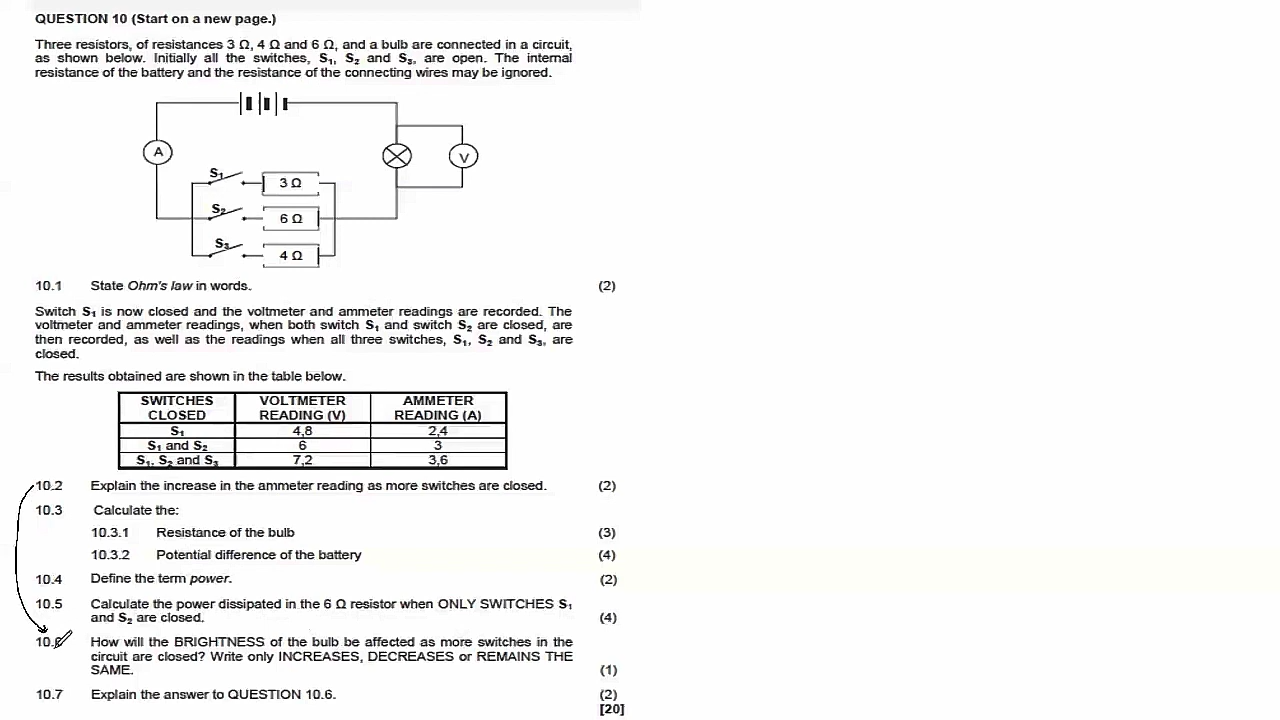 QUESTION 10 (Start on a new page.)
Three resistors, of resistances 3 Ω, 4 Ω and 6 Ω, and a bulb are connected in a circuit,
as shown below. Initially all the switches, S₁, S₂ and S₃, are open. The internal
resistance of the battery and the resistance of the connecting wires may be ignored.
A
V
S₁
3 Ω
S₂
6 Ω
S₃
4 Ω
10.1 State Ohm's law in words. (2)
Switch S₁ is now closed and the voltmeter and ammeter readings are recorded. The
voltmeter and ammeter readings, when both switch S₁ and switch S₂ are closed, are
then recorded, as well as the readings when all three switches, S₁, S₂ and S₃, are
closed.
The results obtained are shown in the table below.
SWITCHES VOLTMETER AMMETER
CLOSED READING (V) READING (A)
S₁ 4,8 2,4
S₁ and S₂ 6 3
S₁, S₂ and S₃ 7,2 3,6
10.2 Explain the increase in the ammeter reading as more switches are closed. (2)
10.3 Calculate the:
10.3.1 Resistance of the bulb (3)
10.3.2 Potential difference of the battery (4)
10.4 Define the term power. (2)
10.5 Calculate the power dissipated in the 6 Ω resistor when ONLY SWITCHES S₁
and S₂ are closed. (4)
10.6 How will the BRIGHTNESS of the bulb be affected as more switches in the
circuit are closed? Write only INCREASES, DECREASES or REMAINS THE
SAME. (1)
10.7 Explain the answer to QUESTION 10.6. (2)
[20]